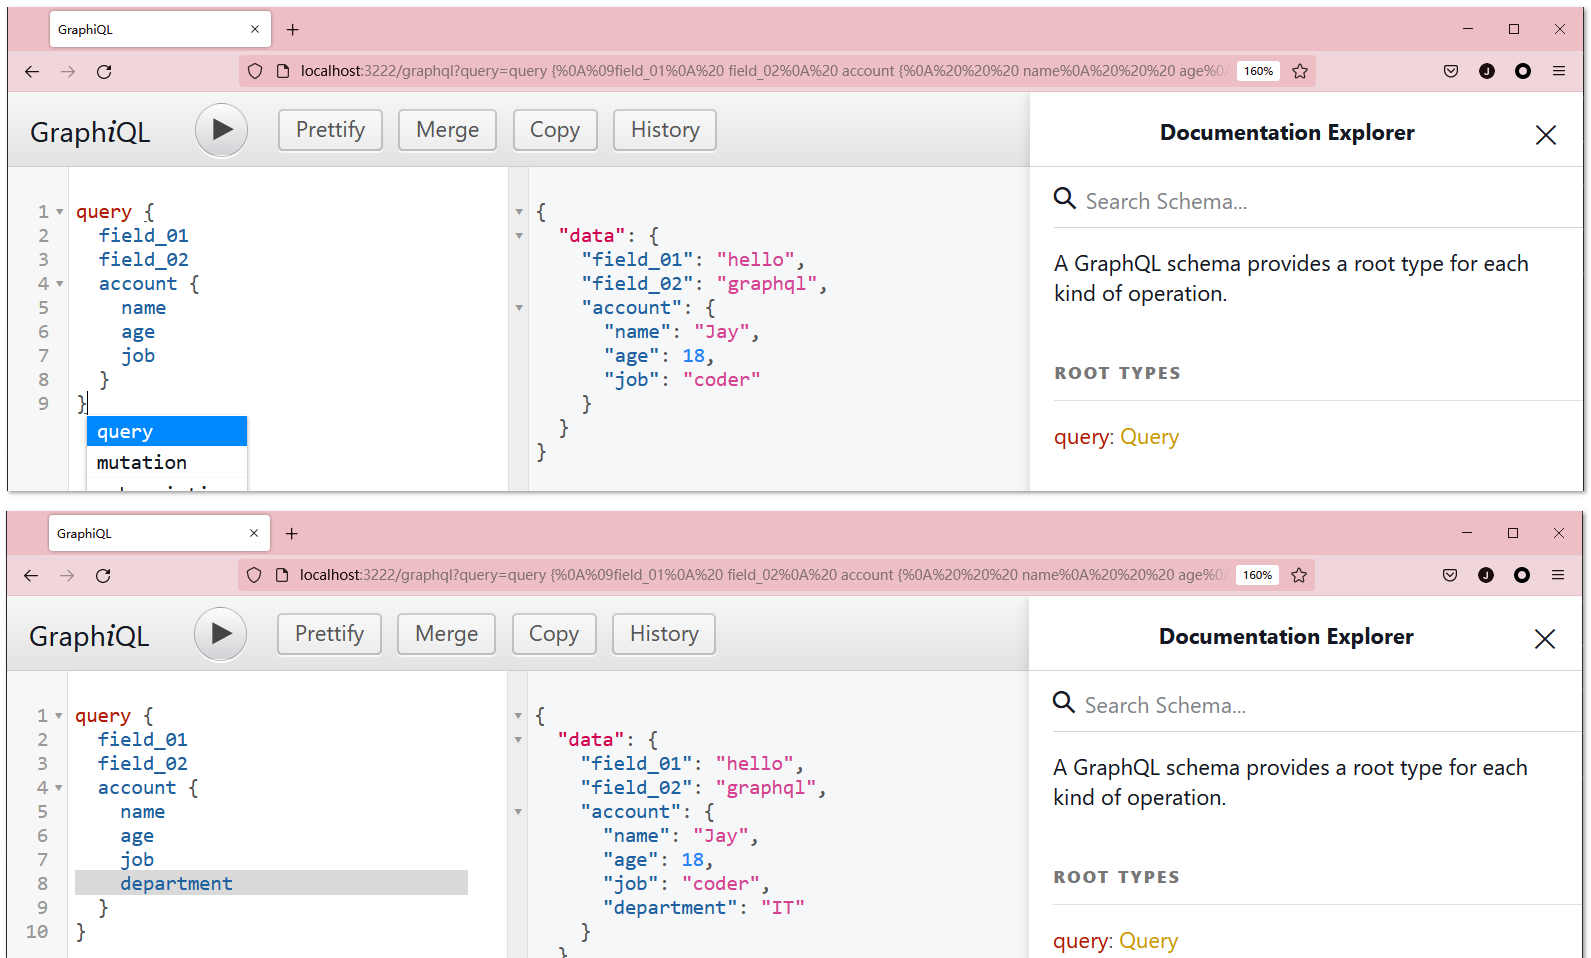 GraphiQL
localhost:3222/graphql?query=query {%0A%09field_01%0A%20 field_02%0A%20 account {%0A%20%20%20 name%0A%20%20%20 age%0 160%
GraphiQL Prettify Merge Copy History Documentation Explorer
Search Schema...
A GraphQL schema provides a root type for each
kind of operation.
ROOT TYPES
query: Query
1 query {
2 field_01
3 field_02
4 account {
5 name
6 age
7 job
8 }
9 }
query
mutation
{
"data": {
"field_01": "hello",
"field_02": "graphql",
"account": {
"name": "Jay",
"age": 18,
"job": "coder"
}
}
}
GraphiQL
localhost:3222/graphql?query=query {%0A%09field_01%0A%20 field_02%0A%20 account {%0A%20%20%20 name%0A%20%20%20 age%0 160%
GraphiQL Prettify Merge Copy History Documentation Explorer
Search Schema...
A GraphQL schema provides a root type for each
kind of operation.
ROOT TYPES
query: Query
1 query {
2 field_01
3 field_02
4 account {
5 name
6 age
7 job
8 department
9 }
10 }
{
"data": {
"field_01": "hello",
"field_02": "graphql",
"account": {
"name": "Jay",
"age": 18,
"job": "coder",
"department": "IT"
}
}